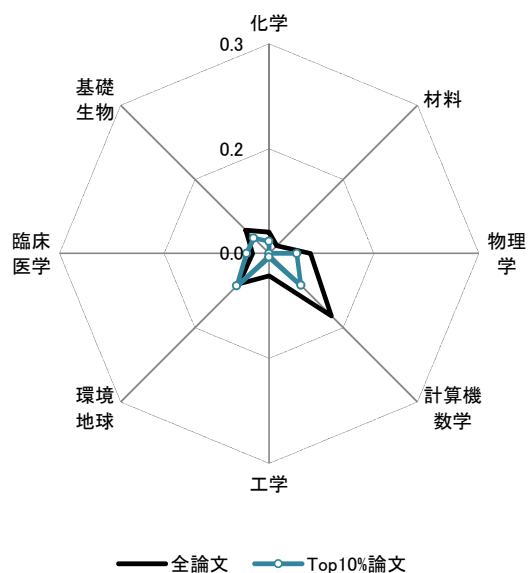 化学
0.3
基礎
生物
材料
0.2
臨床
医学
0.0
物理
学
環境
地球
計算機
数学
工学
全論文
Top10%論文